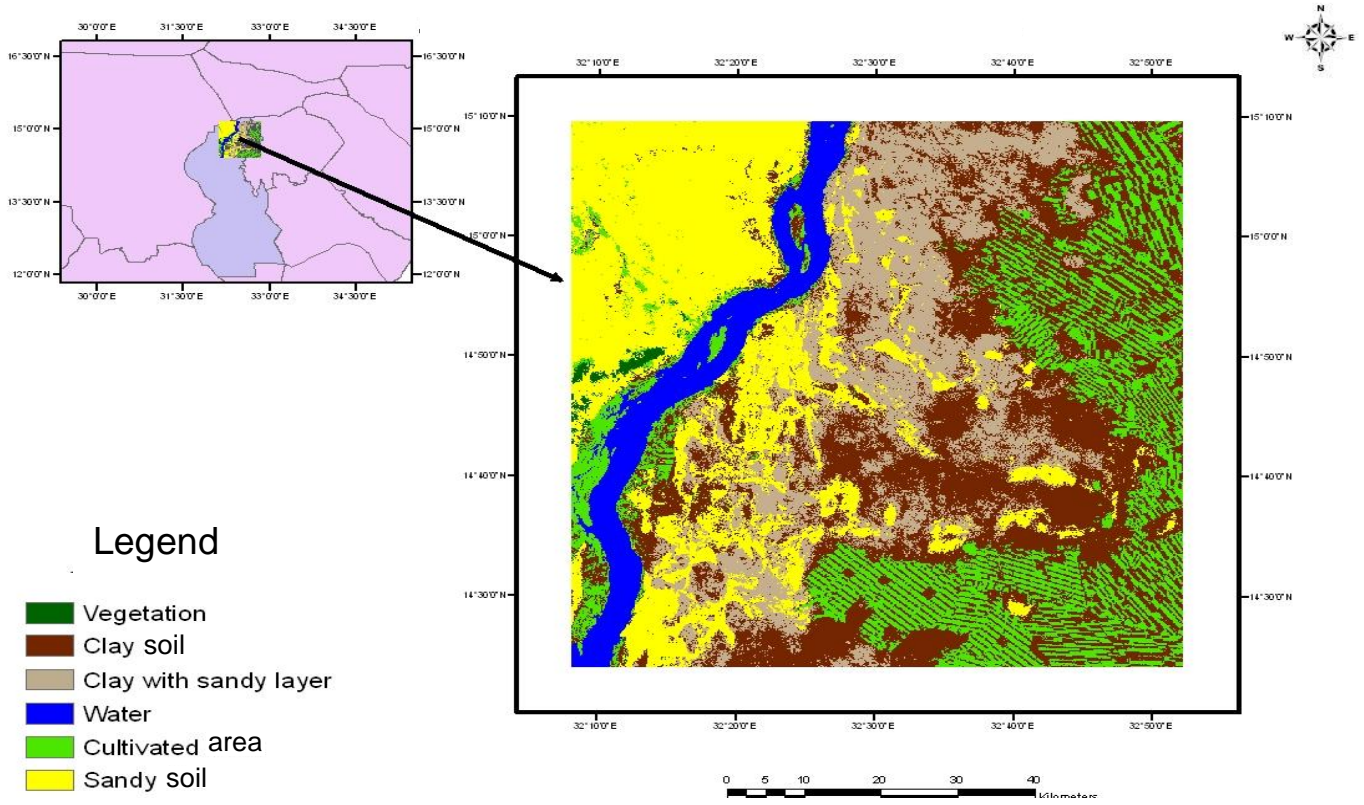 30°0'0"E 31°30'0"E 33°0'0"E 34°30'0"E
16°30'0"N 16°30'0"N
15°0'0"N 15°0'0"N
13°30'0"N 13°30'0"N
12°0'0"N 12°0'0"N
30°0'0"E 31°30'0"E 33°0'0"E 34°30'0"E
N
W E
S
32°10'0"E 32°20'0"E 32°30'0"E 32°40'0"E 32°50'0"E
15°10'0"N 15°10'0"N
15°0'0"N 15°0'0"N
14°50'0"N 14°50'0"N
14°40'0"N 14°40'0"N
14°30'0"N 14°30'0"N
32°10'0"E 32°20'0"E 32°30'0"E 32°40'0"E 32°50'0"E
Legend
Vegetation
Clay soil
Clay with sandy layer
Water
Cultivated area
Sandy soil
0 5 10 20 30 40
Kilometers